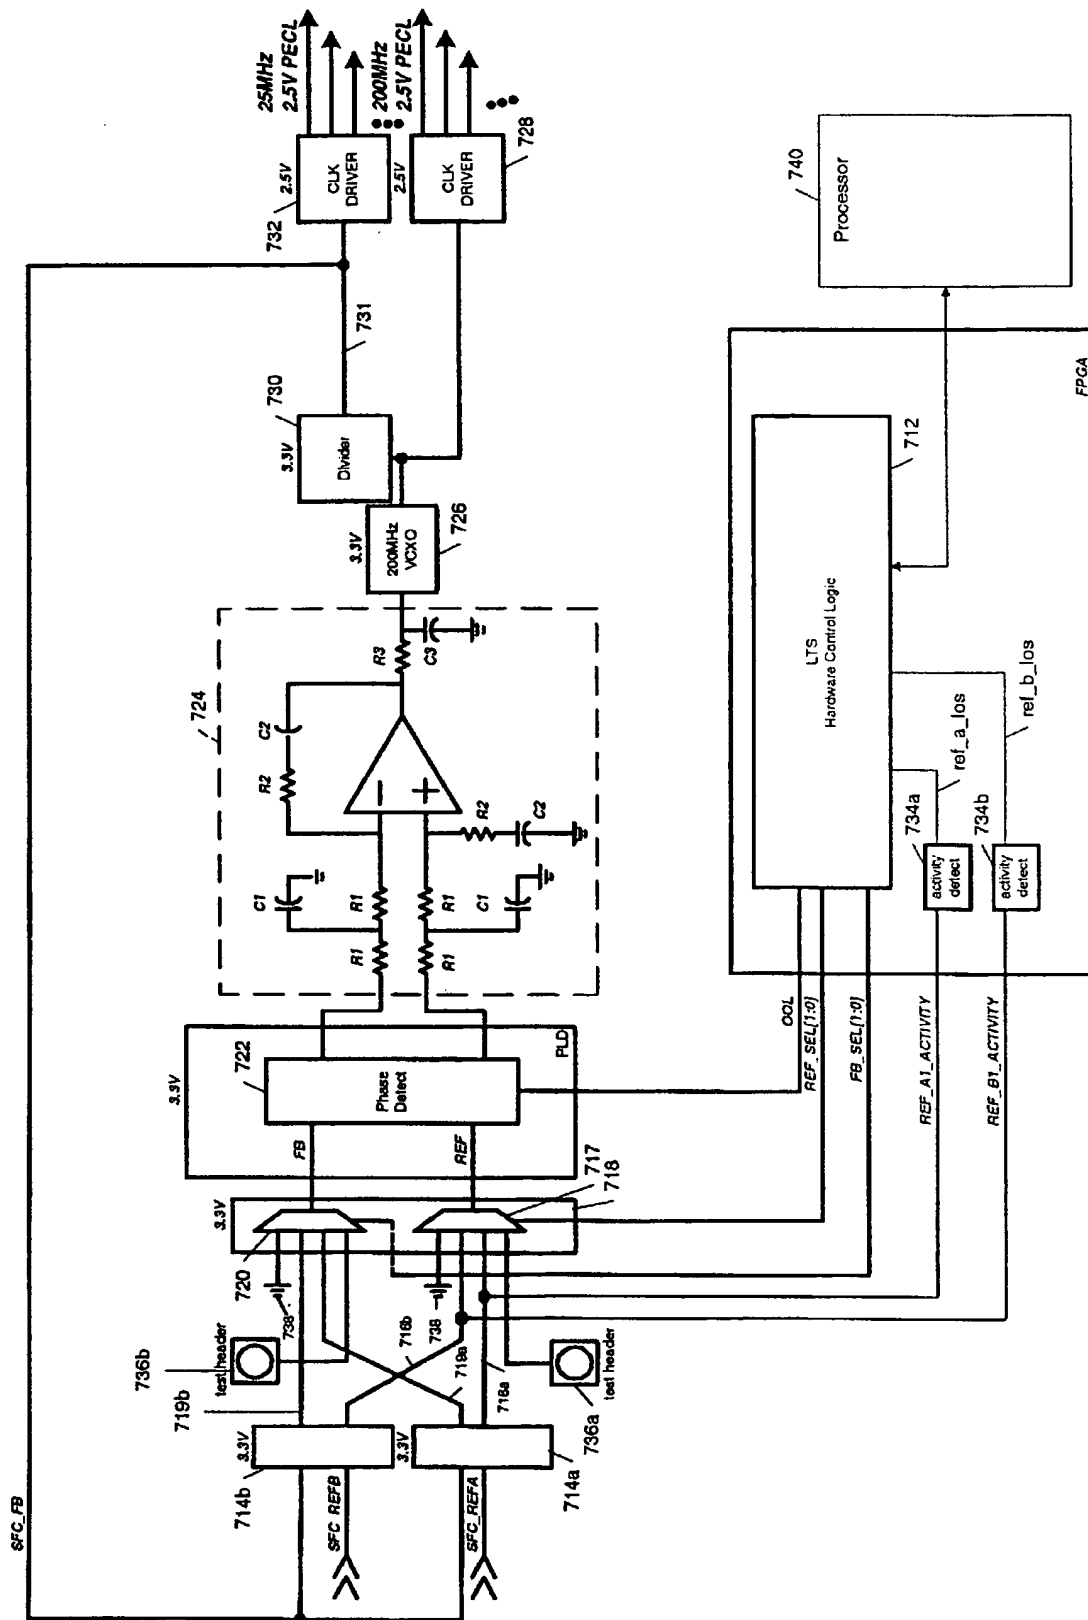 SFC_FB
714b
719b
736b
test header
3.3V
SFC_REFB
3.3V
SFC_REFA
714a
736a
test header
716b
719a
716a
738
738
720
3.3V
717
718
FB
REF
3.3V
722
Phase
Detect
PLD
724
R1
C1
R1
R1
C1
R1
R2
C2
R2
C2
R3
C3
3.3V
200MHz
VCXO
726
3.3V
Divider
730
731
732
2.5V
CLK
DRIVER
25MHz
2.5V PECL
2.5V
CLK
DRIVER
728
200MHz
2.5V PECL
OOL
REF_SEL[1:0]
FB_SEL[1:0]
REF_A1_ACTIVITY
REF_B1_ACTIVITY
LTS
Hardware Control Logic
712
734a
activity
detect
ref_a_los
734b
activity
detect
ref_b_los
FPGA
Processor
740